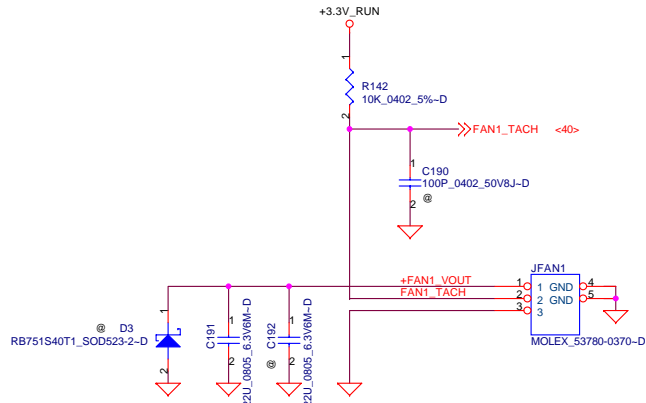 +3.3V_RUN
1
R142
10K_0402_5%~D
2
FAN1_TACH <40>
1
C190
100P_0402_50V8J~D
2
@
JFAN1
+FAN1_VOUT
FAN1_TACH
1 1 GND 4
2 2 GND 5
3 3
MOLEX_53780-0370~D
1
@ D3
RB751S40T1_SOD523-2~D
2
1
C191
2
22U_0805_6.3V6M~D
1
C192
@
2
22U_0805_6.3V6M~D